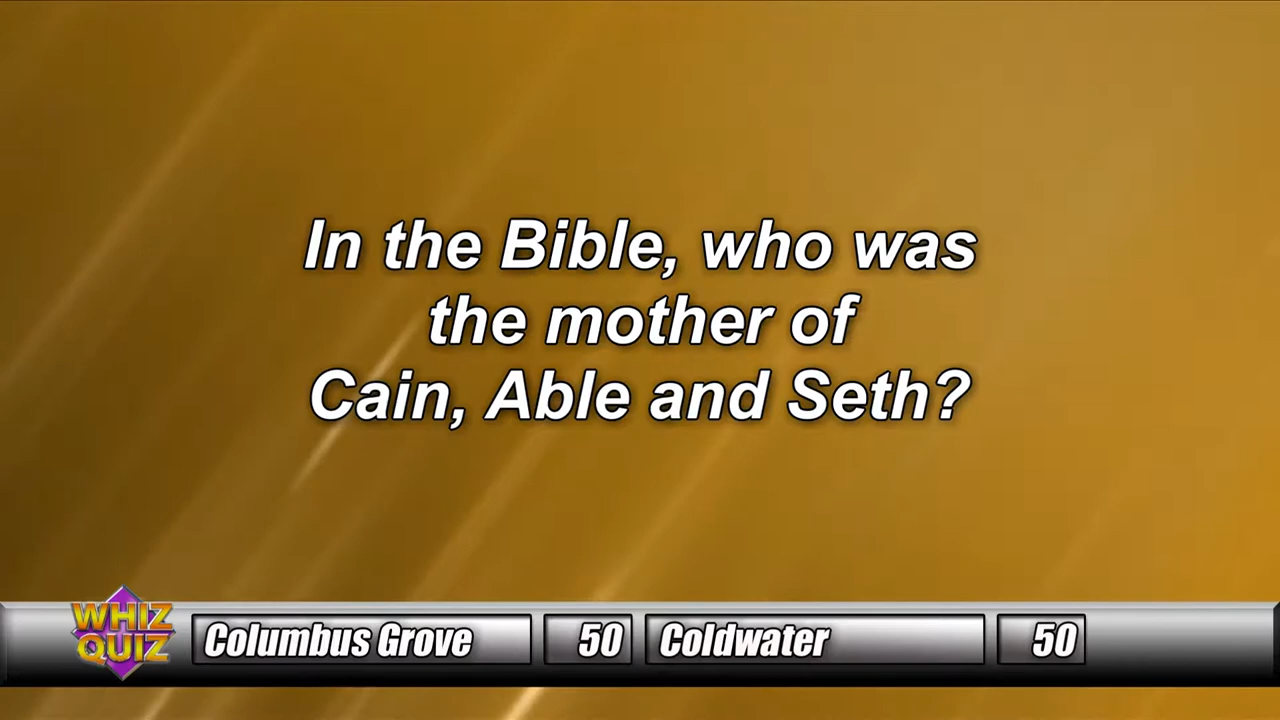 In the Bible, who was
the mother of
Cain, Able and Seth?
WHIZ
QUIZ
Columbus Grove 50 Coldwater 50